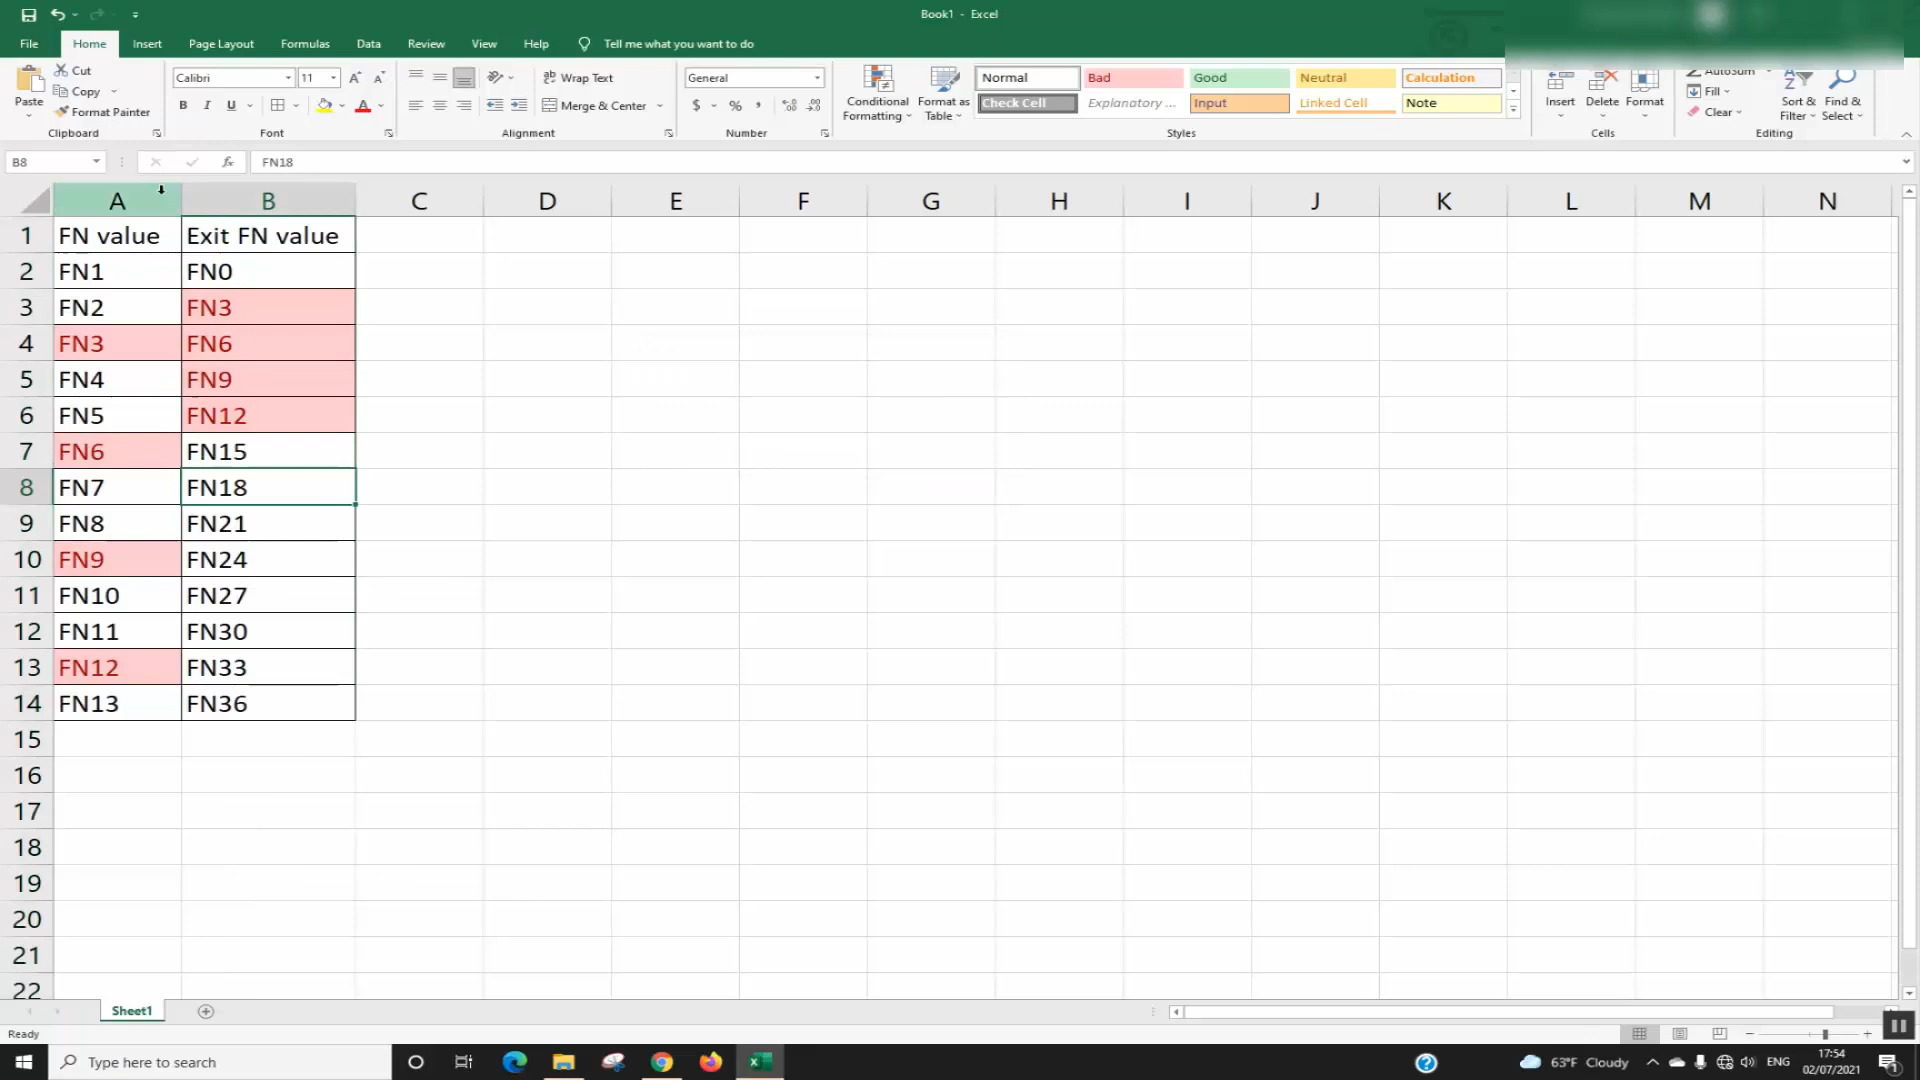 Book1 - Excel
File Home Insert Page Layout Formulas Data Review View Help Tell me what you want to do
Paste
Cut
Copy
Format Painter
Clipboard
Calibri 11
B I U
Font
Wrap Text
Merge & Center
Alignment
General
$ % ,
Number
Conditional Formatting
Format as Table
Normal Bad Good Neutral Calculation
Check Cell Explanatory ... Input Linked Cell Note
Styles
Insert Delete Format
Cells
AutoSum
Fill
Clear
Sort & Filter
Find & Select
Editing
B8 fx FN18
A B C D E F G H I J K L M N
1 FN value Exit FN value
2 FN1 FN0
3 FN2 FN3
4 FN3 FN6
5 FN4 FN9
6 FN5 FN12
7 FN6 FN15
8 FN7 FN18
9 FN8 FN21
10 FN9 FN24
11 FN10 FN27
12 FN11 FN30
13 FN12 FN33
14 FN13 FN36
15
16
17
18
19
20
21
22
Sheet1
Ready
Type here to search
63°F Cloudy
ENG
17:54
02/07/2021